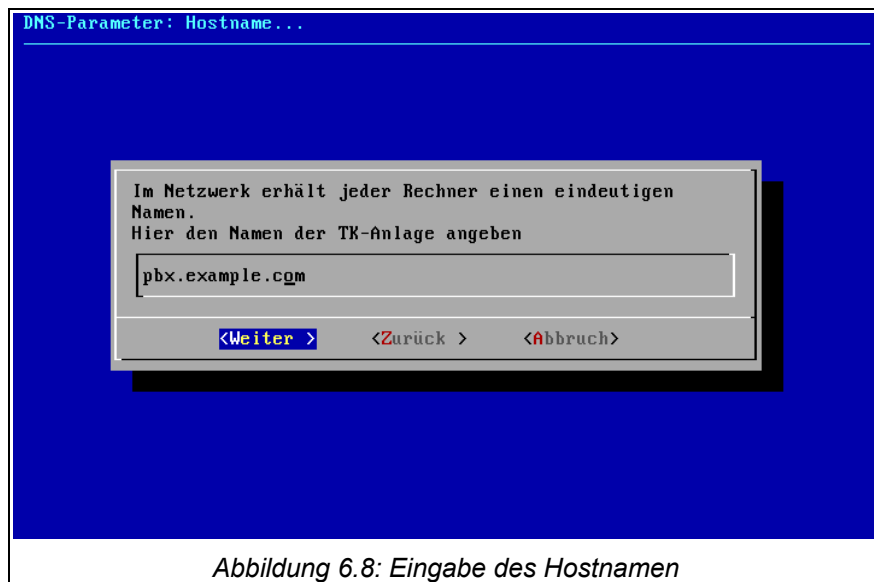 DNS-Parameter: Hostname...
Im Netzwerk erhält jeder Rechner einen eindeutigen
Namen.
Hier den Namen der TK-Anlage angeben
pbx.example.com
<Weiter > <Zurück > <Abbruch>
Abbildung 6.8: Eingabe des Hostnamen